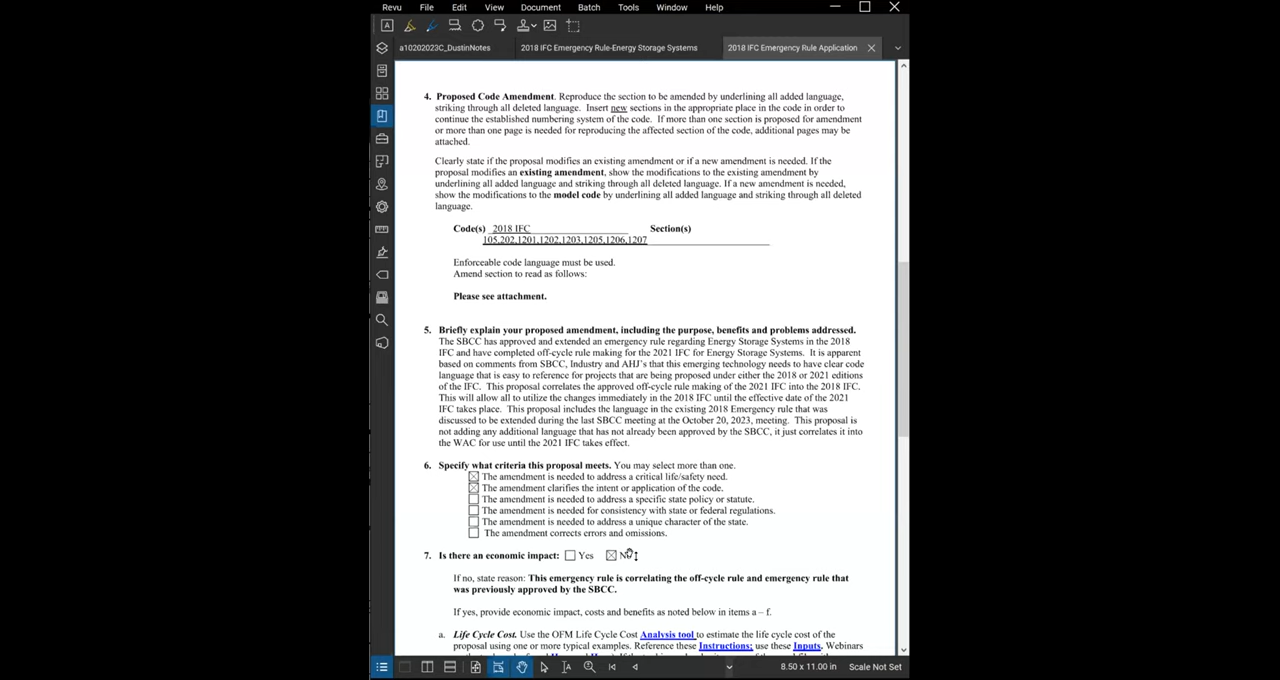 Revu File Edit View Document Batch Tools Window Help
a10202023C_DustinNotes 2018 IFC Emergency Rule-Energy Storage Systems 2018 IFC Emergency Rule Application
4. Proposed Code Amendment. Reproduce the section to be amended by underlining all added language,
striking through all deleted language. Insert new sections in the appropriate place in the code in order to
continue the established numbering system of the code. If more than one section is proposed for amendment
or more than one page is needed for reproducing the affected section of the code, additional pages may be
attached.
Clearly state if the proposal modifies an existing amendment or if a new amendment is needed. If the
proposal modifies an existing amendment, show the modifications to the existing amendment by
underlining all added language and striking through all deleted language. If a new amendment is needed,
show the modifications to the model code by underlining all added language and striking through all deleted
language.
Code(s) 2018 IFC Section(s)
105,202,1201,1202,1203,1205,1206,1207
Enforceable code language must be used.
Amend section to read as follows:
Please see attachment.
5. Briefly explain your proposed amendment, including the purpose, benefits and problems addressed.
The SBCC has approved and extended an emergency rule regarding Energy Storage Systems in the 2018
IFC and have completed off-cycle rule making for the 2021 IFC for Energy Storage Systems. It is apparent
based on comments from SBCC, Industry and AHJ's that this emerging technology needs to have clear code
language that is easy to reference for projects that are being proposed under either the 2018 or 2021 editions
of the IFC. This proposal correlates the approved off-cycle rule making of the 2021 IFC into the 2018 IFC.
This will allow all to utilize the changes immediately in the 2018 IFC until the effective date of the 2021
IFC takes place. This proposal includes the language in the existing 2018 Emergency rule that was
discussed to be extended during the last SBCC meeting at the October 20, 2023, meeting. This proposal is
not adding any additional language that has not already been approved by the SBCC, it just correlates it into
the WAC for use until the 2021 IFC takes effect.
6. Specify what criteria this proposal meets. You may select more than one.
The amendment is needed to address a critical life/safety need.
The amendment clarifies the intent or application of the code.
The amendment is needed to address a specific state policy or statute.
The amendment is needed for consistency with state or federal regulations.
The amendment is needed to address a unique character of the state.
The amendment corrects errors and omissions.
7. Is there an economic impact: Yes No
If no, state reason: This emergency rule is correlating the off-cycle rule and emergency rule that
was previously approved by the SBCC.
If yes, provide economic impact, costs and benefits as noted below in items a – f.
a. Life Cycle Cost. Use the OFM Life Cycle Cost Analysis tool to estimate the life cycle cost of the
proposal using one or more typical examples. Reference these Instructions; use these Inputs. Webinars
8.50 x 11.00 in Scale Not Set